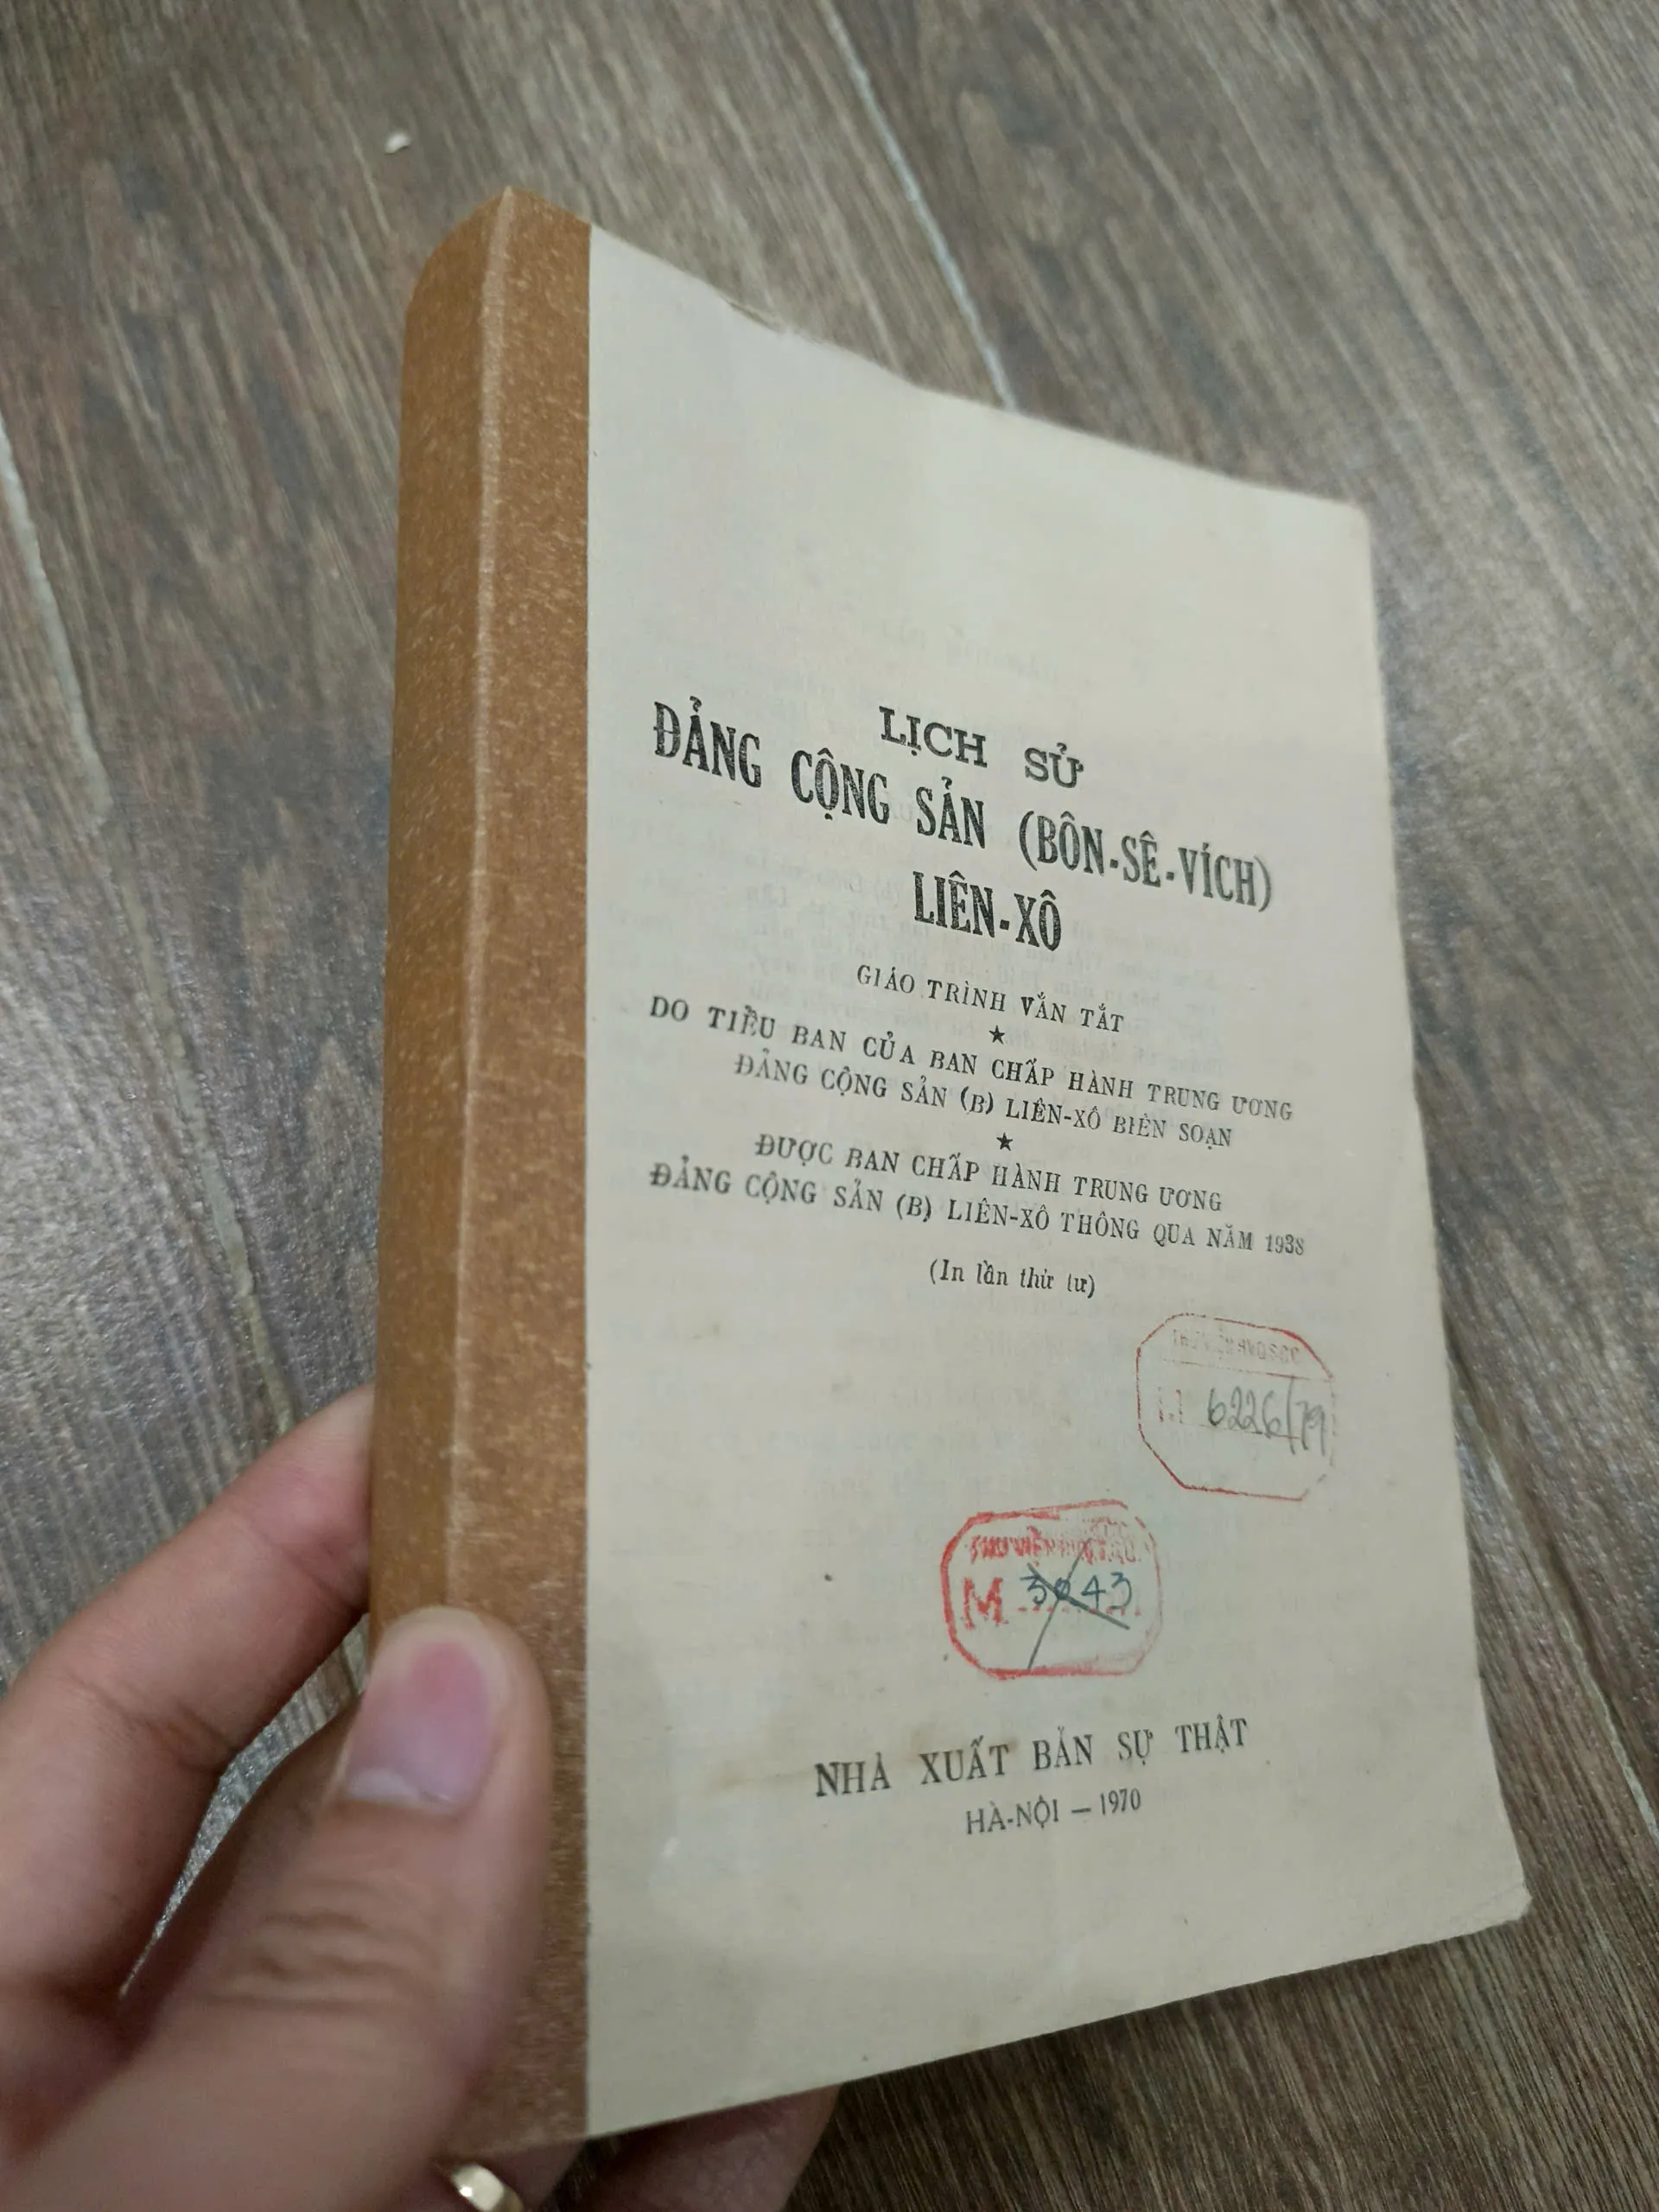 LỊCH SỬ
ĐẢNG CỘNG SẢN (BÔN-SÊ-VÍCH)
LIÊN-XÔ
GIÁO TRÌNH VẮN TẮT
★
DO TIỂU BAN CỦA BAN CHẤP HÀNH TRUNG ƯƠNG
ĐẢNG CỘNG SẢN (B) LIÊN-XÔ BIÊN SOẠN
★
ĐƯỢC BAN CHẤP HÀNH TRUNG ƯƠNG
ĐẢNG CỘNG SẢN (B) LIÊN-XÔ THÔNG QUA NĂM 1938
(In lần thứ tư)
6226/79
THƯ VIỆN
M 3043
NHÀ XUẤT BẢN SỰ THẬT
HÀ-NỘI — 1970